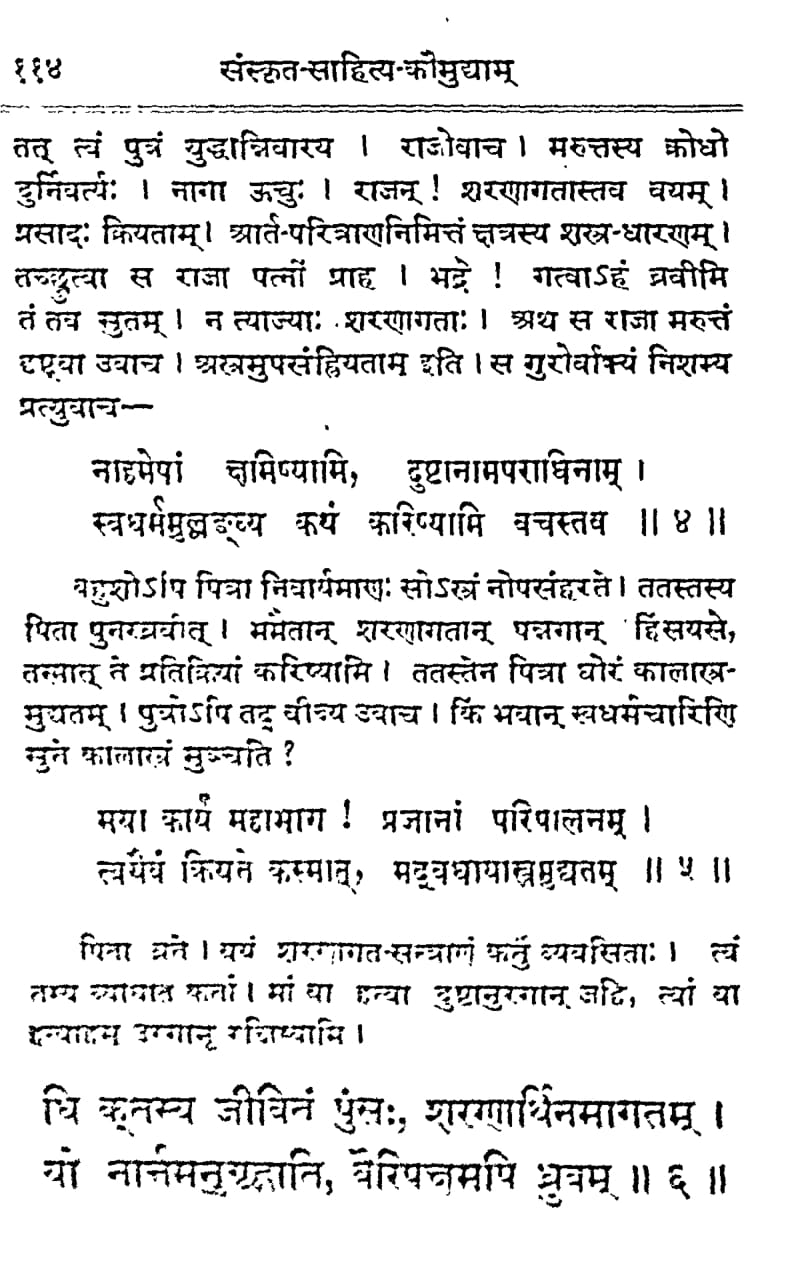 ११४ संस्कृत-साहित्य-कौमुद्याम्
तत् त्वं पुत्रं युद्धान्निवारय । राजोवाच । मरुत्तस्य क्रोधो
दुर्निवर्त्यः । नागा ऊचुः । राजन् ! शरणागतास्तव वयम् ।
प्रसादः क्रियताम् । आर्त-परित्राणनिमित्तं क्षत्रस्य शस्त्र-धारणम् ।
तच्छ्रुत्वा स राजा पत्नीं प्राह । भद्रे ! गत्वाऽहं ब्रवीमि
तं तव सुतम् । न त्याज्याः शरणागताः । अथ स राजा मरुत्तं
दृष्ट्वा उवाच । अस्त्रमुपसंह्रियताम् इति । स गुरोर्वाक्यं निशम्य
प्रत्युवाच—
नाहमेषां क्षमिष्यामि, दुष्टानामपराधिनाम् ।
स्वधर्ममुल्लङ्घ्य कथं करिष्यामि वचस्तव ॥ ४ ॥
बहुशोऽपि पित्रा निवार्यमाणः सोऽस्त्रं नोपसंहरते । ततस्तस्य
पिता पुनरब्रवीत् । ममैतान् शरणागतान् पन्नगान् हिंसयसे,
तस्मात् ते प्रतिक्रियां करिष्यामि । ततस्तेन पित्रा घोरं कालास्त्र-
मुद्यतम् । पुत्रोऽपि तद् वीक्ष्य उवाच । किं भवान् स्वधर्मचारिणि
सुते कालास्त्रं मुञ्चति ?
मया कार्यं महाभाग ! प्रजानां परिपालनम् ।
त्वयैवं क्रियते कस्मात्, मद्वधायास्त्रमुद्यतम् ॥ ५ ॥
पिता ब्रूते । वयं शरणागत-सन्त्राणं कर्तुं व्यवसिताः । त्वं
तस्य व्याघात कर्ता । मां वा हत्वा दुष्टानुरगान् जहि, त्वां वा
हत्वाहम् उरगान् रक्षिष्यामि ।
धि क्तस्य जीवितं पुंसः, शरणार्थिनमागतम् ।
यो नार्त्तमनुगृह्णाति, वैरिपक्षमपि ध्रुवम् ॥ ६ ॥